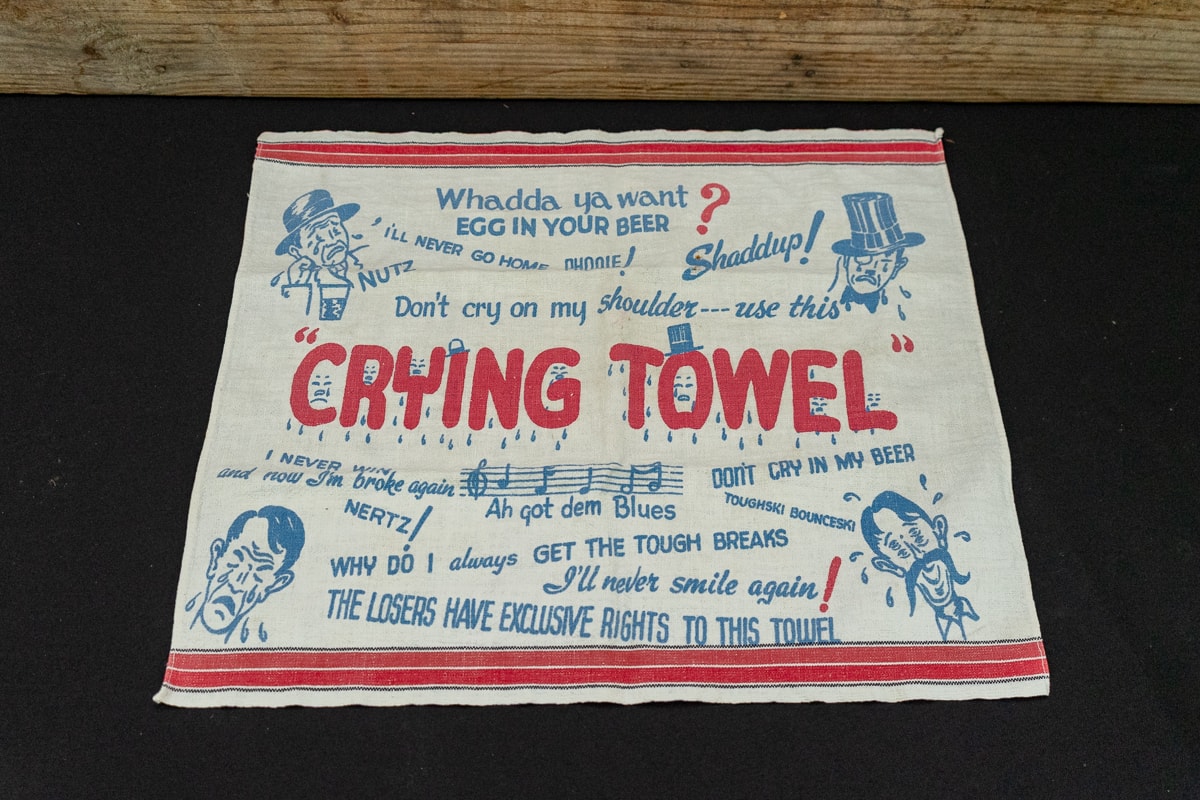 Whadda ya want ?
EGG IN YOUR BEER
I'LL NEVER GO HOME PHOOIE!
Shaddup!
NUTZ
Don't cry on my shoulder --- use this
"CRYING TOWEL"
I NEVER WIN,
and now I'm broke again
Ah got dem Blues
DON'T CRY IN MY BEER
TOUGHSKI BOUNCESKI
NERTZ!
WHY DO I always GET THE TOUGH BREAKS
I'll never smile again!
THE LOSERS HAVE EXCLUSIVE RIGHTS TO THIS TOWEL